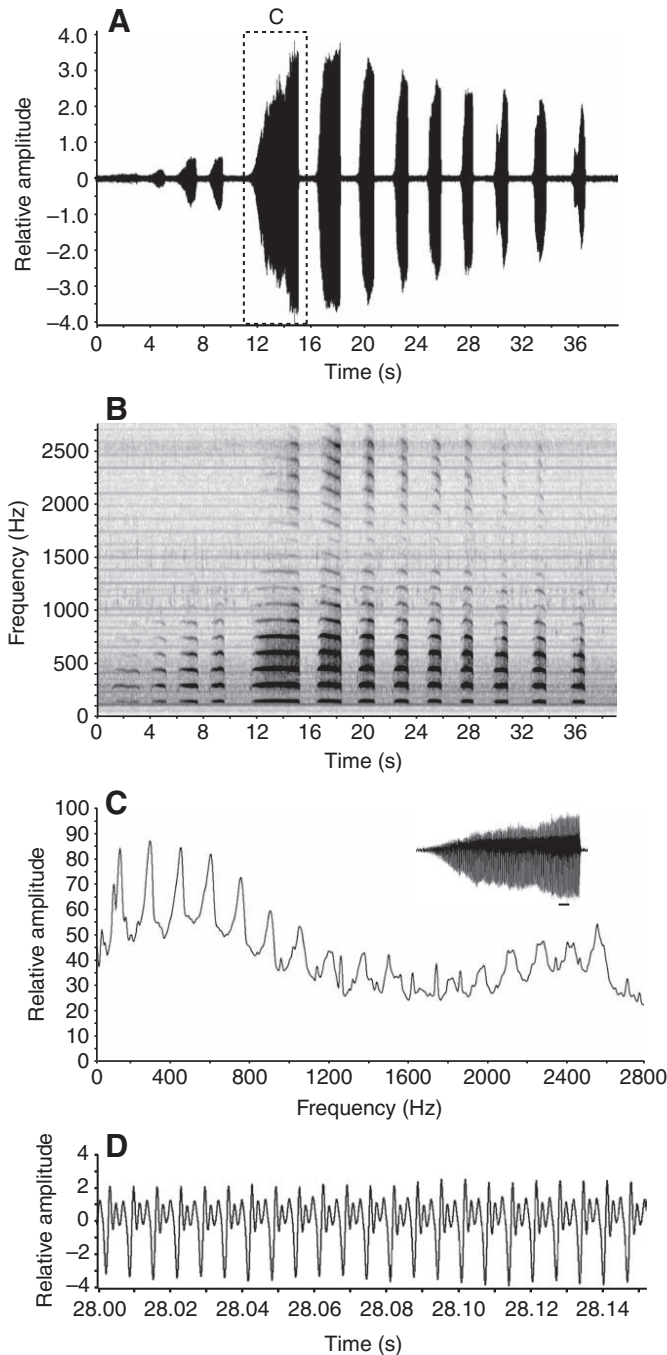 A
C
Relative amplitude
4.0
3.0
2.0
1.0
0
–1.0
–2.0
–3.0
–4.0
0 4 8 12 16 20 24 28 32 36
Time (s)
B
Frequency (Hz)
2500
2000
1500
1000
500
0
0 4 8 12 16 20 24 28 32 36
Time (s)
C
Relative amplitude
100
90
80
70
60
50
40
30
20
10
0
0 400 800 1200 1600 2000 2400 2800
Frequency (Hz)
D
Relative amplitude
4
2
0
–2
–4
28.00 28.02 28.04 28.06 28.08 28.10 28.12 28.14
Time (s)